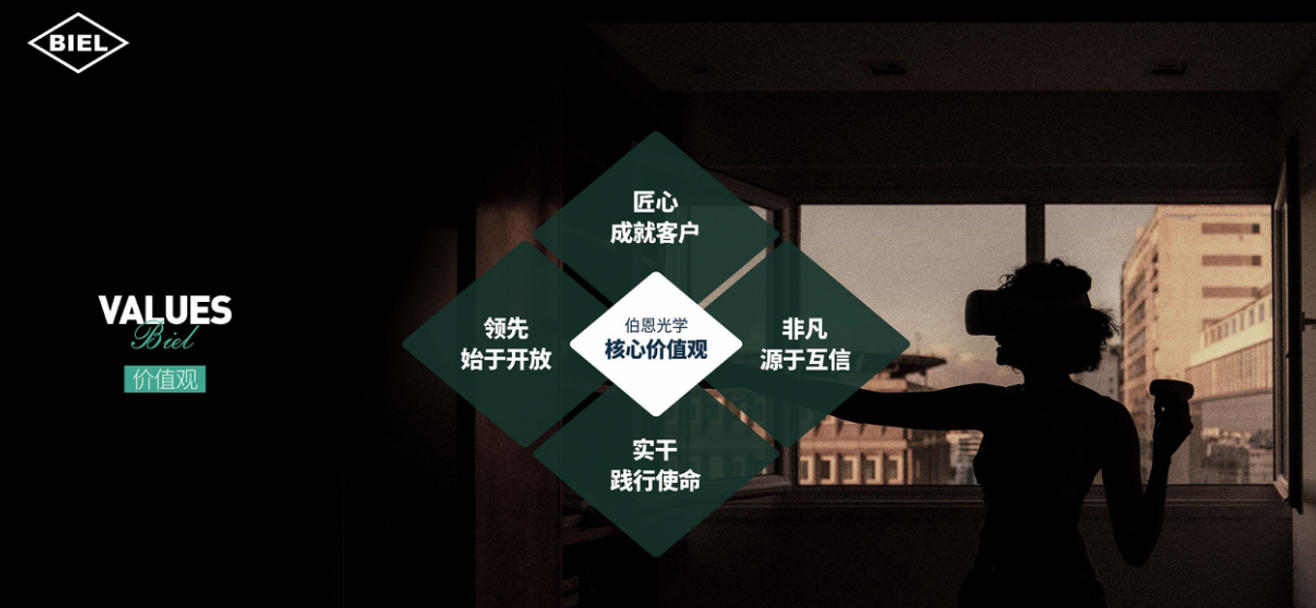 BIEL
VALUES
Biel
价值观
匠心
成就客户
领先
始于开放
伯恩光学
核心价值观
非凡
源于互信
实干
践行使命